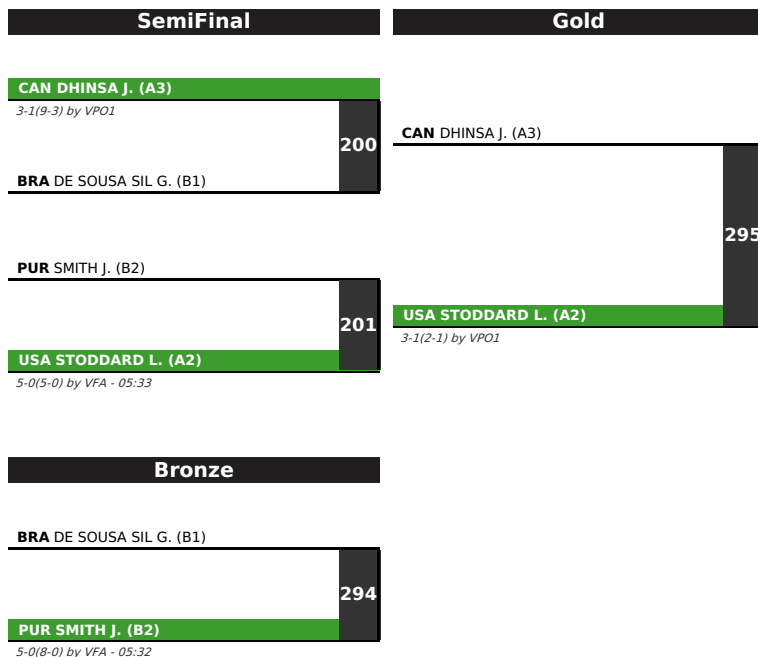 SemiFinal
CAN DHINSA J. (A3)
3-1(9-3) by VPO1
200
BRA DE SOUSA SIL G. (B1)
PUR SMITH J. (B2)
201
USA STODDARD L. (A2)
5-0(5-0) by VFA - 05:33
Gold
CAN DHINSA J. (A3)
295
USA STODDARD L. (A2)
3-1(2-1) by VPO1
Bronze
BRA DE SOUSA SIL G. (B1)
294
PUR SMITH J. (B2)
5-0(8-0) by VFA - 05:32